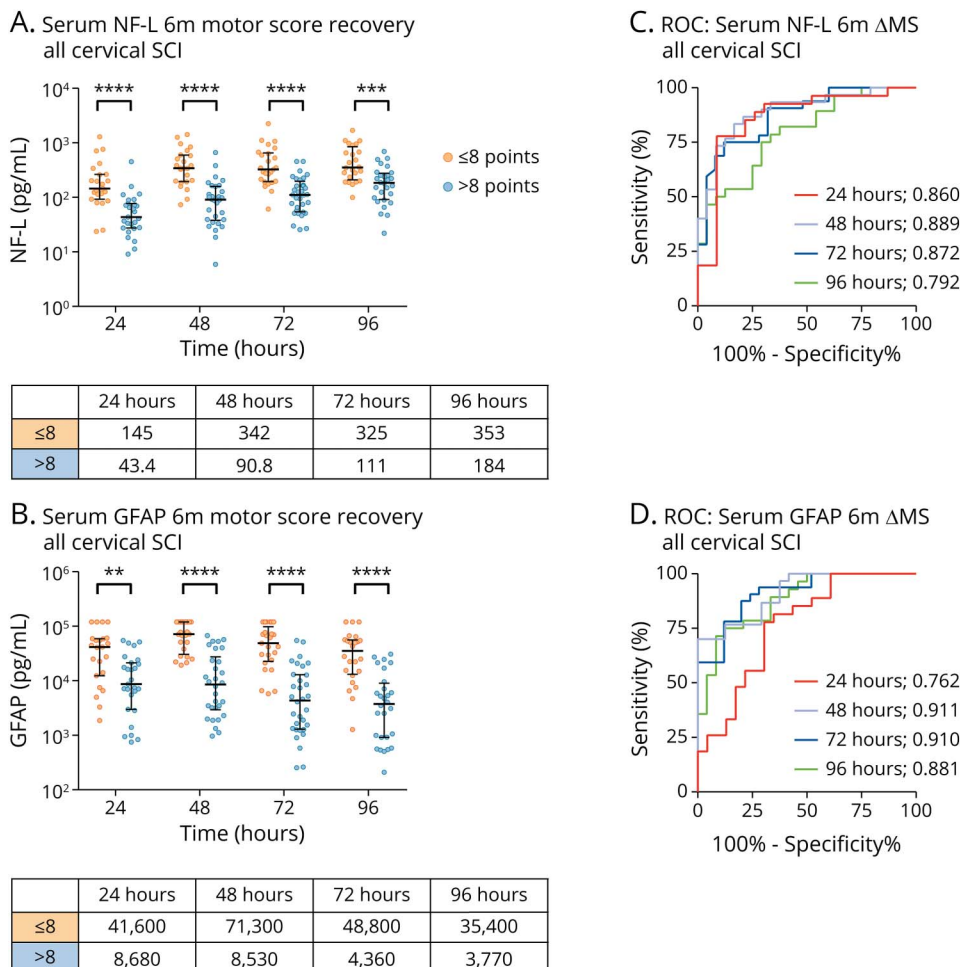 A. Serum NF-L 6m motor score recovery
all cervical SCI
NF-L (pg/mL)
10⁴
10³
10²
10¹
10⁰
**** **** **** ***
≤8 points
>8 points
24 48 72 96
Time (hours)
24 hours 48 hours 72 hours 96 hours
≤8 145 342 325 353
>8 43.4 90.8 111 184
C. ROC: Serum NF-L 6m ΔMS
all cervical SCI
Sensitivity (%)
100
75
50
25
0
24 hours; 0.860
48 hours; 0.889
72 hours; 0.872
96 hours; 0.792
0 25 50 75 100
100% - Specificity%
B. Serum GFAP 6m motor score recovery
all cervical SCI
GFAP (pg/mL)
10⁶
10⁵
10⁴
10³
10²
** **** **** ****
24 48 72 96
Time (hours)
24 hours 48 hours 72 hours 96 hours
≤8 41,600 71,300 48,800 35,400
>8 8,680 8,530 4,360 3,770
D. ROC: Serum GFAP 6m ΔMS
all cervical SCI
Sensitivity (%)
100
75
50
25
0
24 hours; 0.762
48 hours; 0.911
72 hours; 0.910
96 hours; 0.881
0 25 50 75 100
100% - Specificity%